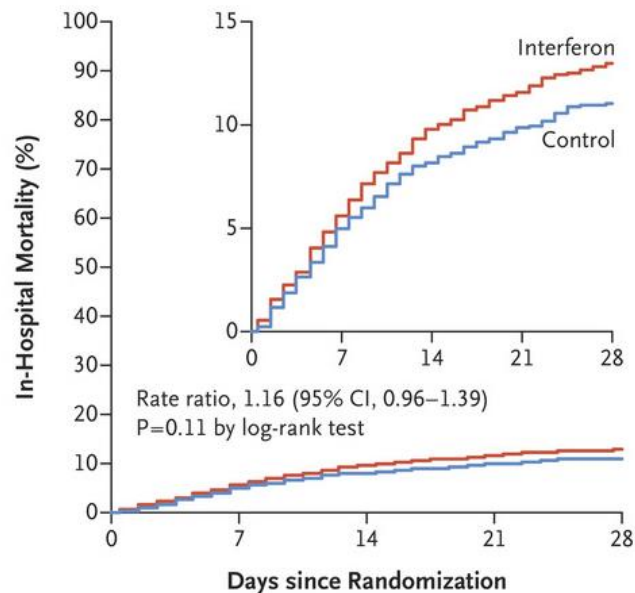 In-Hospital Mortality (%)
100
90
80
70
60
50
40
30
20
10
0
15
10
5
0
Interferon
Control
0 7 14 21 28
Rate ratio, 1.16 (95% CI, 0.96–1.39)
P=0.11 by log-rank test
0 7 14 21 28
Days since Randomization